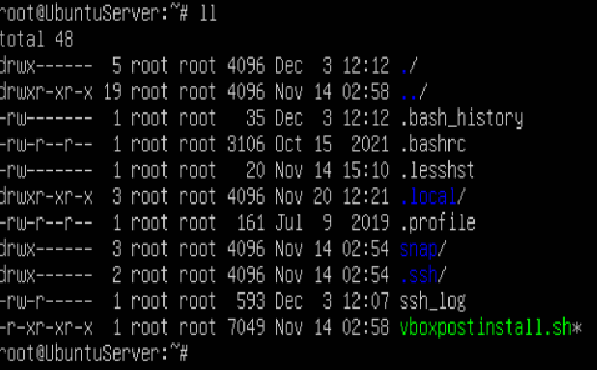 root@UbuntuServer:~# ll
total 48
drwx------  5 root root 4096 Dec  3 12:12 ./
drwxr-xr-x 19 root root 4096 Nov 14 02:58 ../
-rw-------  1 root root   35 Dec  3 12:12 .bash_history
-rw-r--r--  1 root root 3106 Oct 15  2021 .bashrc
-rw-------  1 root root   20 Nov 14 15:10 .lesshst
drwxr-xr-x  3 root root 4096 Nov 20 12:21 .local/
-rw-r--r--  1 root root  161 Jul  9  2019 .profile
drwx------  3 root root 4096 Nov 14 02:54 snap/
drwx------  2 root root 4096 Nov 14 02:54 .ssh/
-rw-r-----  1 root root  593 Dec  3 12:07 ssh_log
-r-xr-xr-x  1 root root 7049 Nov 14 02:58 vboxpostinstall.sh*
root@UbuntuServer:~#